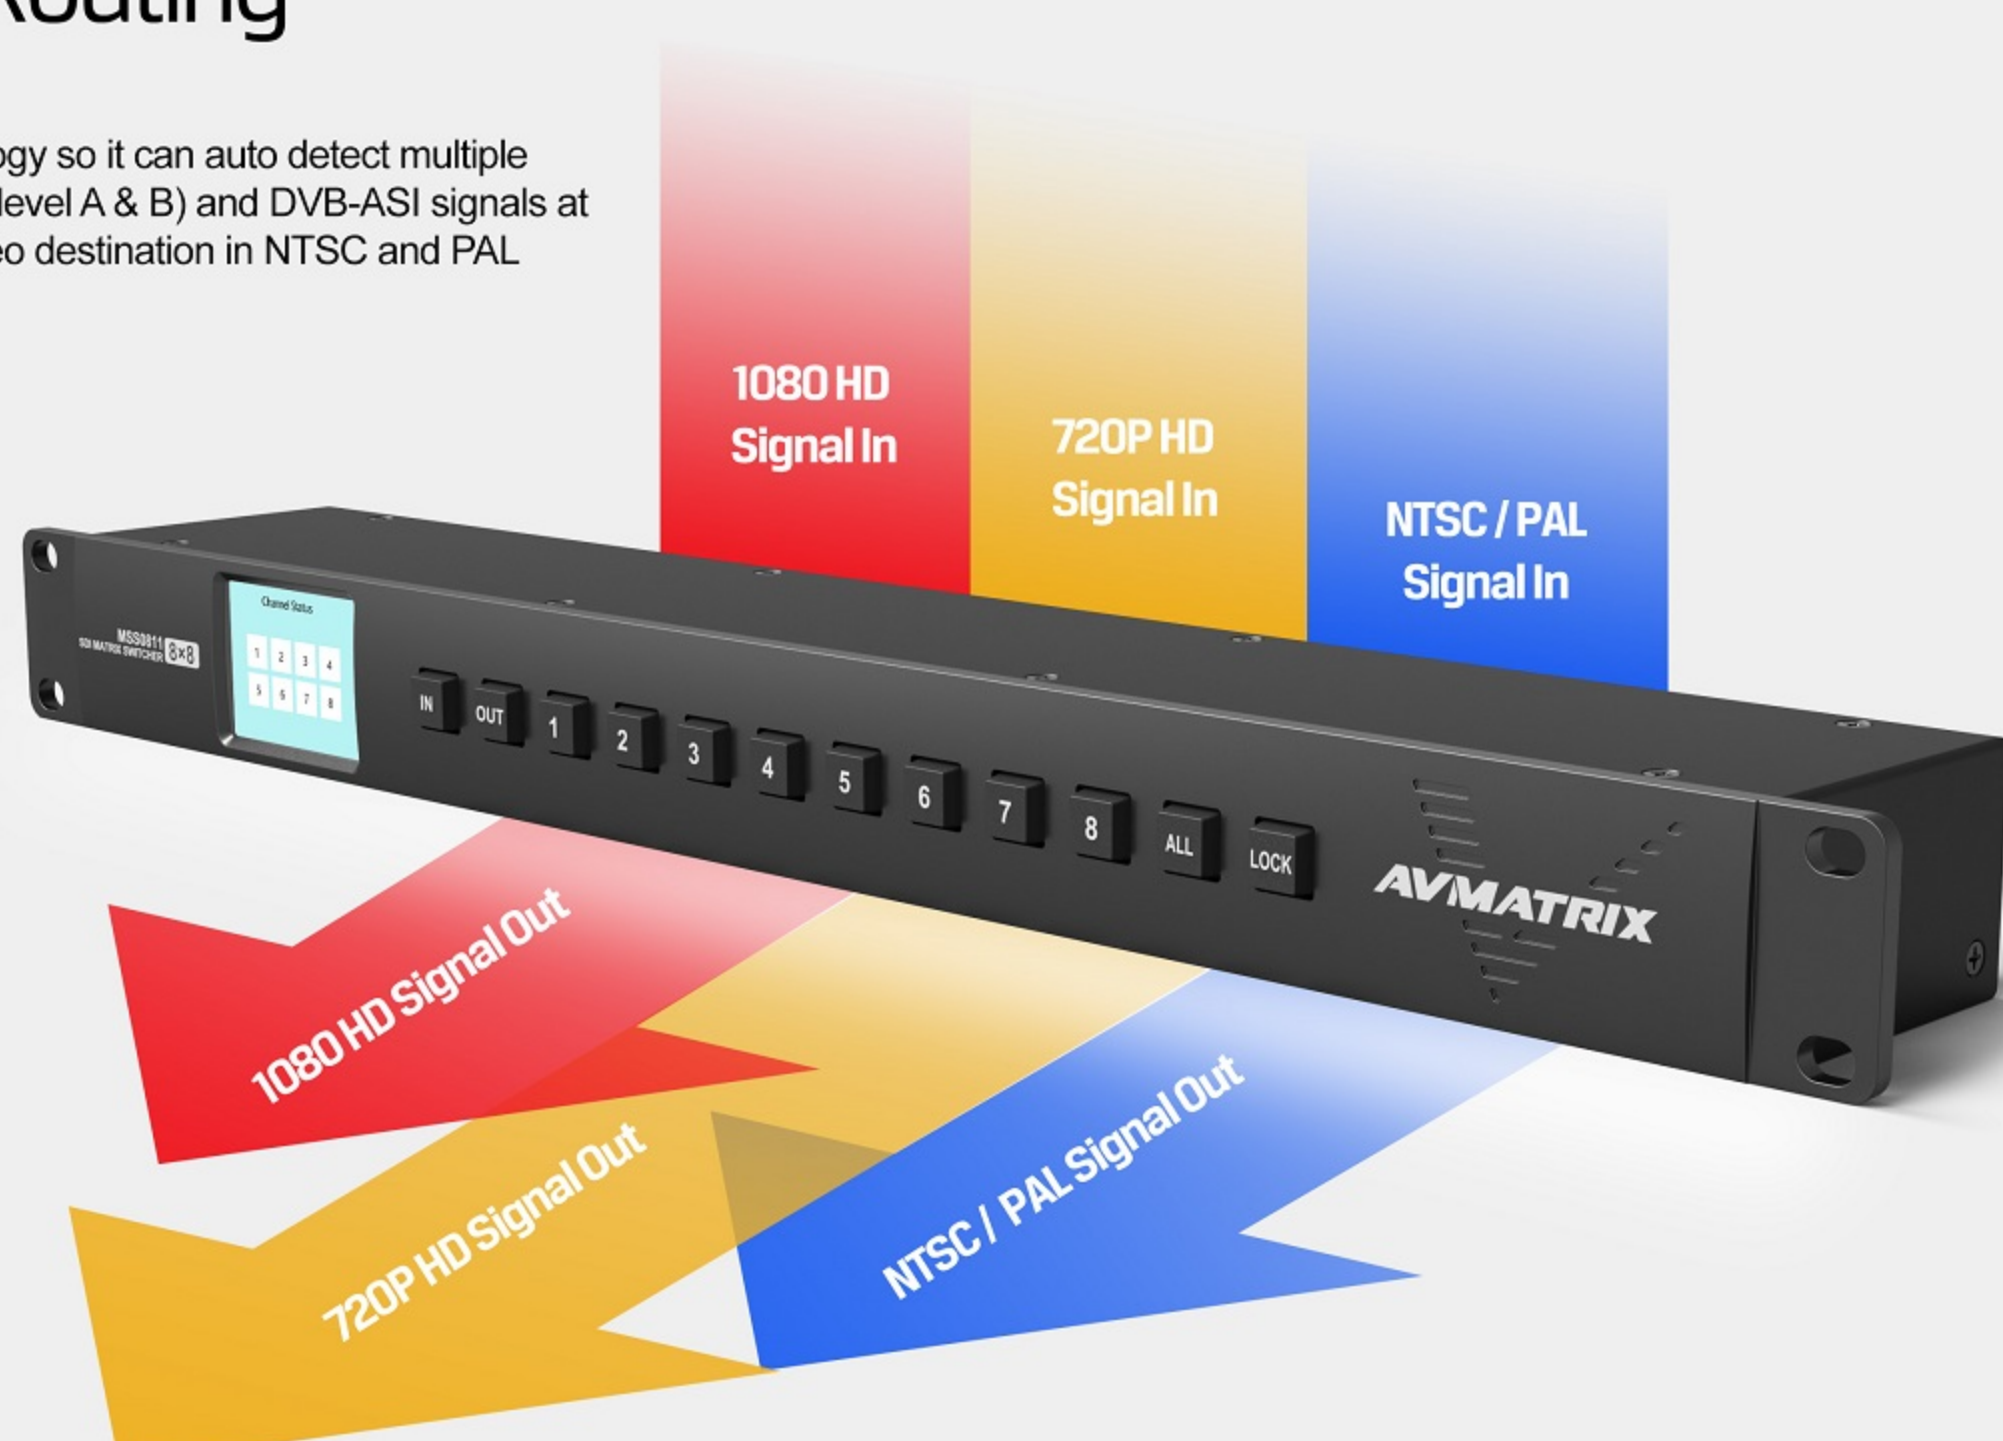 Routing
ogy so it can auto detect multiple
level A & B) and DVB-ASI signals at
eo destination in NTSC and PAL
1080 HD
Signal In
720P HD
Signal In
NTSC / PAL
Signal In
Channel Status
1 2 3 4
5 6 7 8
MSS0811
SDI MATRIX SWITCHER 8×8
IN OUT 1 2 3 4 5 6 7 8 ALL LOCK
AVMATRIX
1080 HD Signal Out
720P HD Signal Out
NTSC / PAL Signal Out